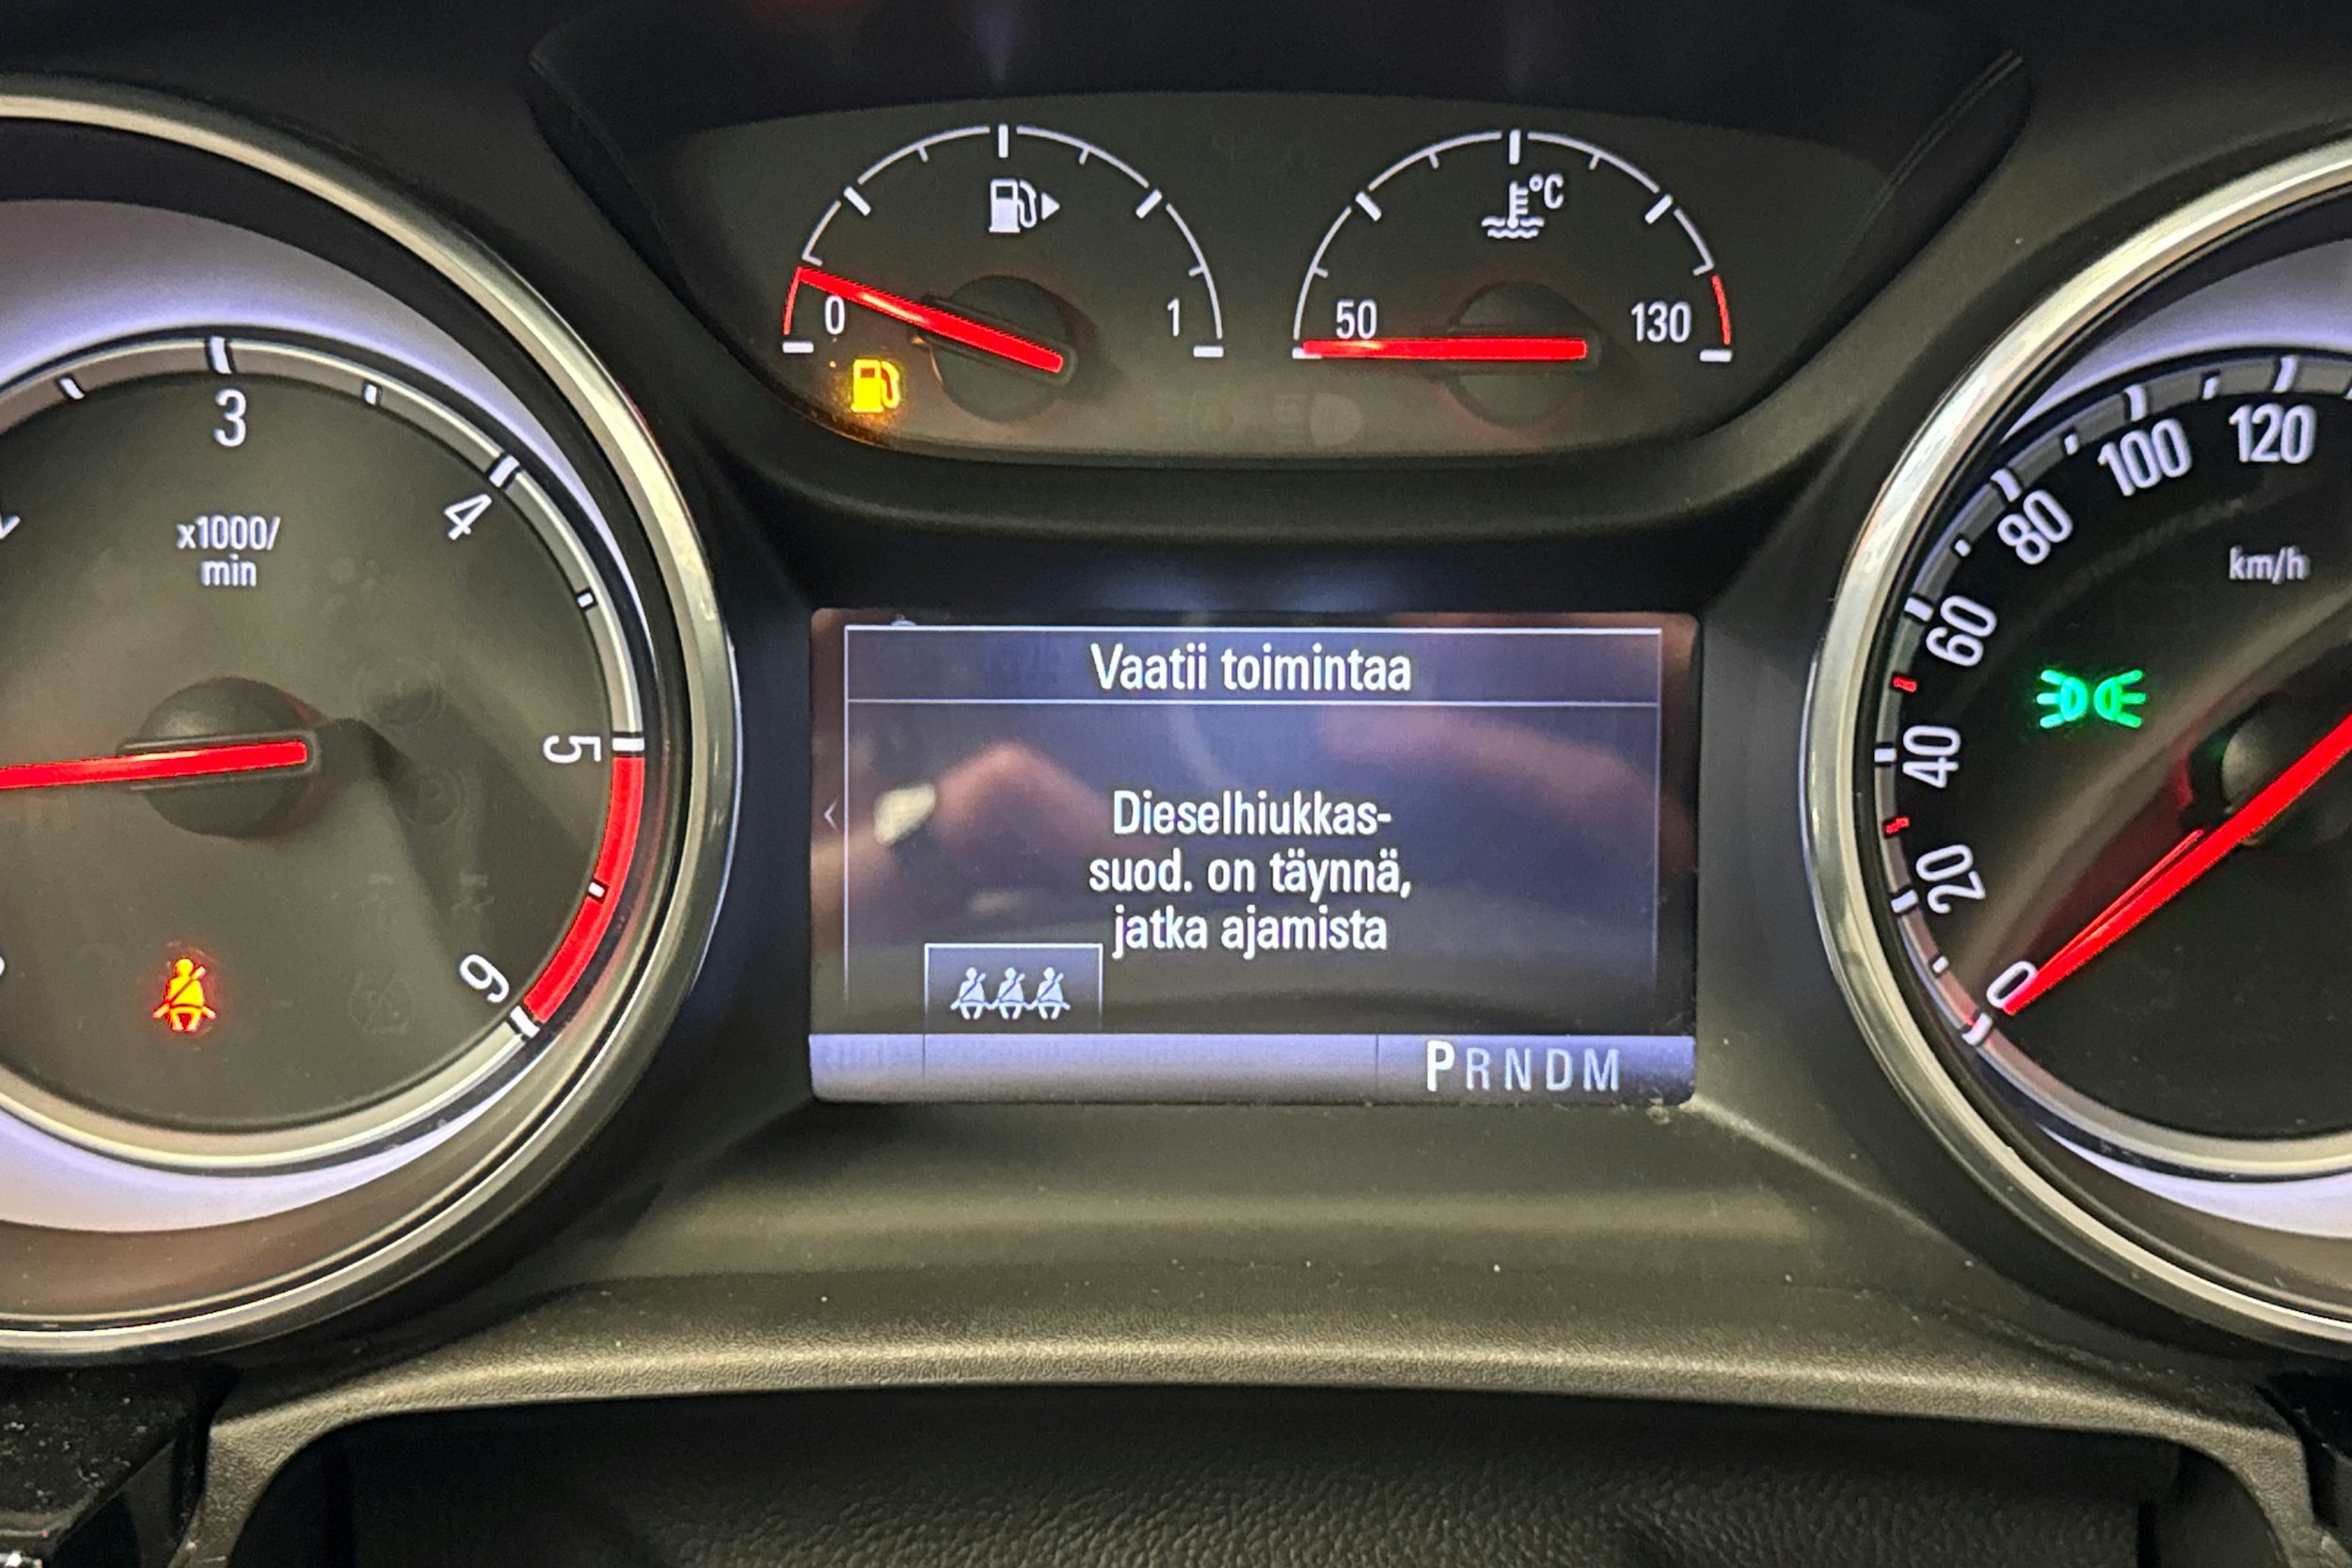 0
1
°C
50
130
3
4
5
6
x1000/
min
Vaatii toimintaa
Dieselhiukkas-
suod. on täynnä,
jatka ajamista
PRNDM
0
20
40
60
80
100
120
km/h